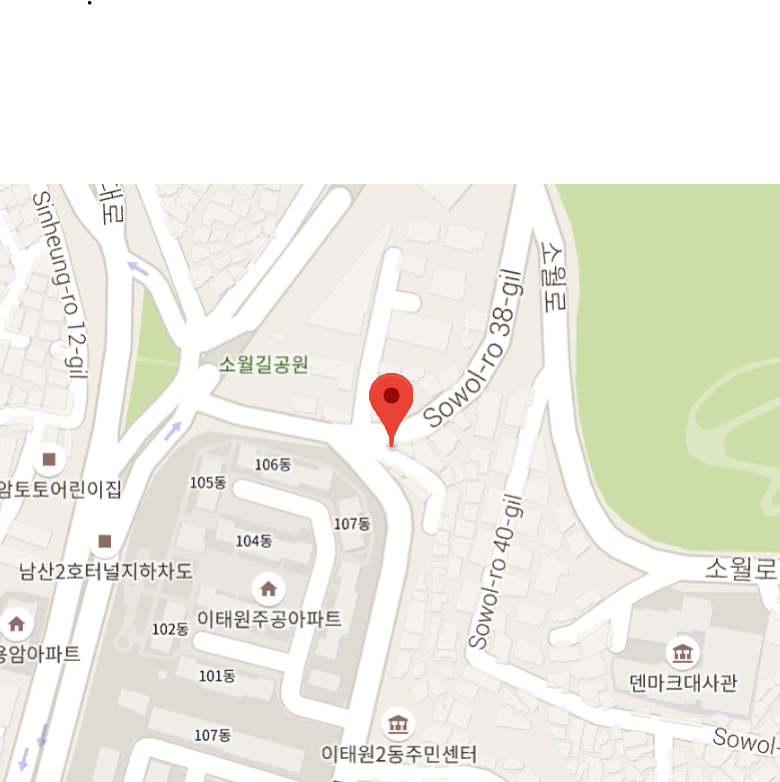 대로
Sinheung-ro 12-gil
소월로
Sowol-ro 38-gil
소월길공원
106동
105동
암토토어린이집
107동
104동
Sowol-ro 40-gil
남산2호터널지하차도
소월로
이태원주공아파트
102동
용암아파트
101동
덴마크대사관
107동
Sowol-
이태원2동주민센터